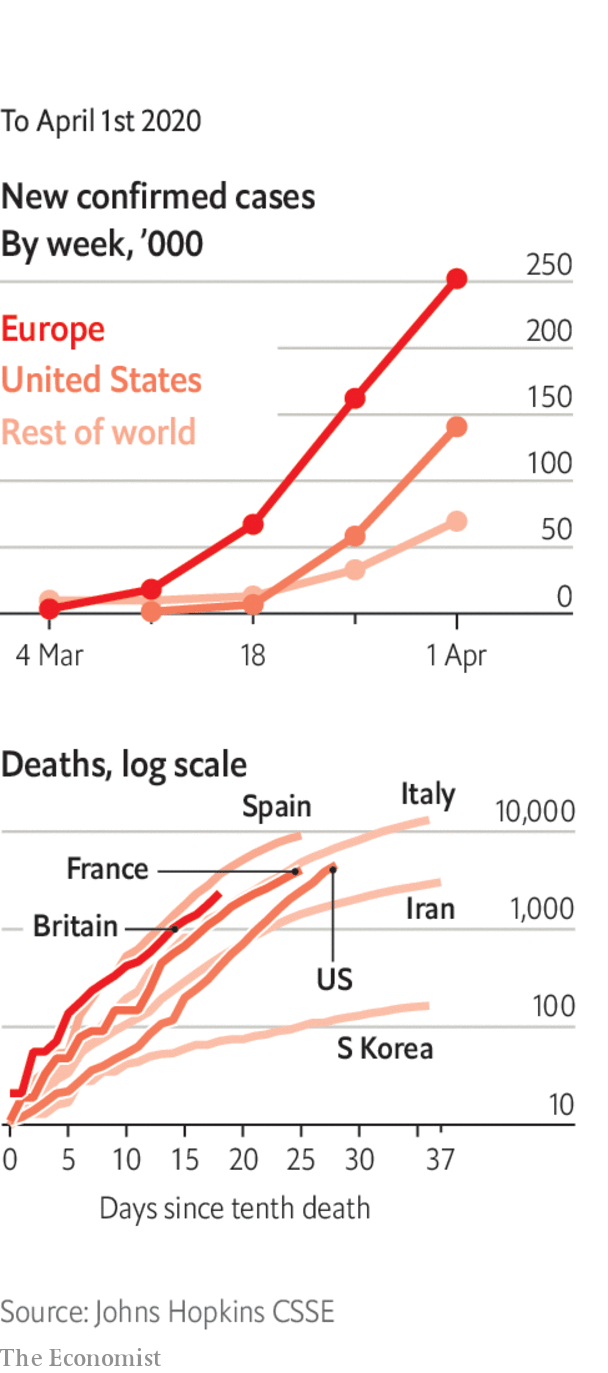 To April 1st 2020
New confirmed cases
By week, ’000
250
Europe
200
United States
150
Rest of world
100
50
0
4 Mar 18 1 Apr
Deaths, log scale
Spain Italy 10,000
France
Britain Iran 1,000
US
100
S Korea
10
0 5 10 15 20 25 30 37
Days since tenth death
Source: Johns Hopkins CSSE
The Economist